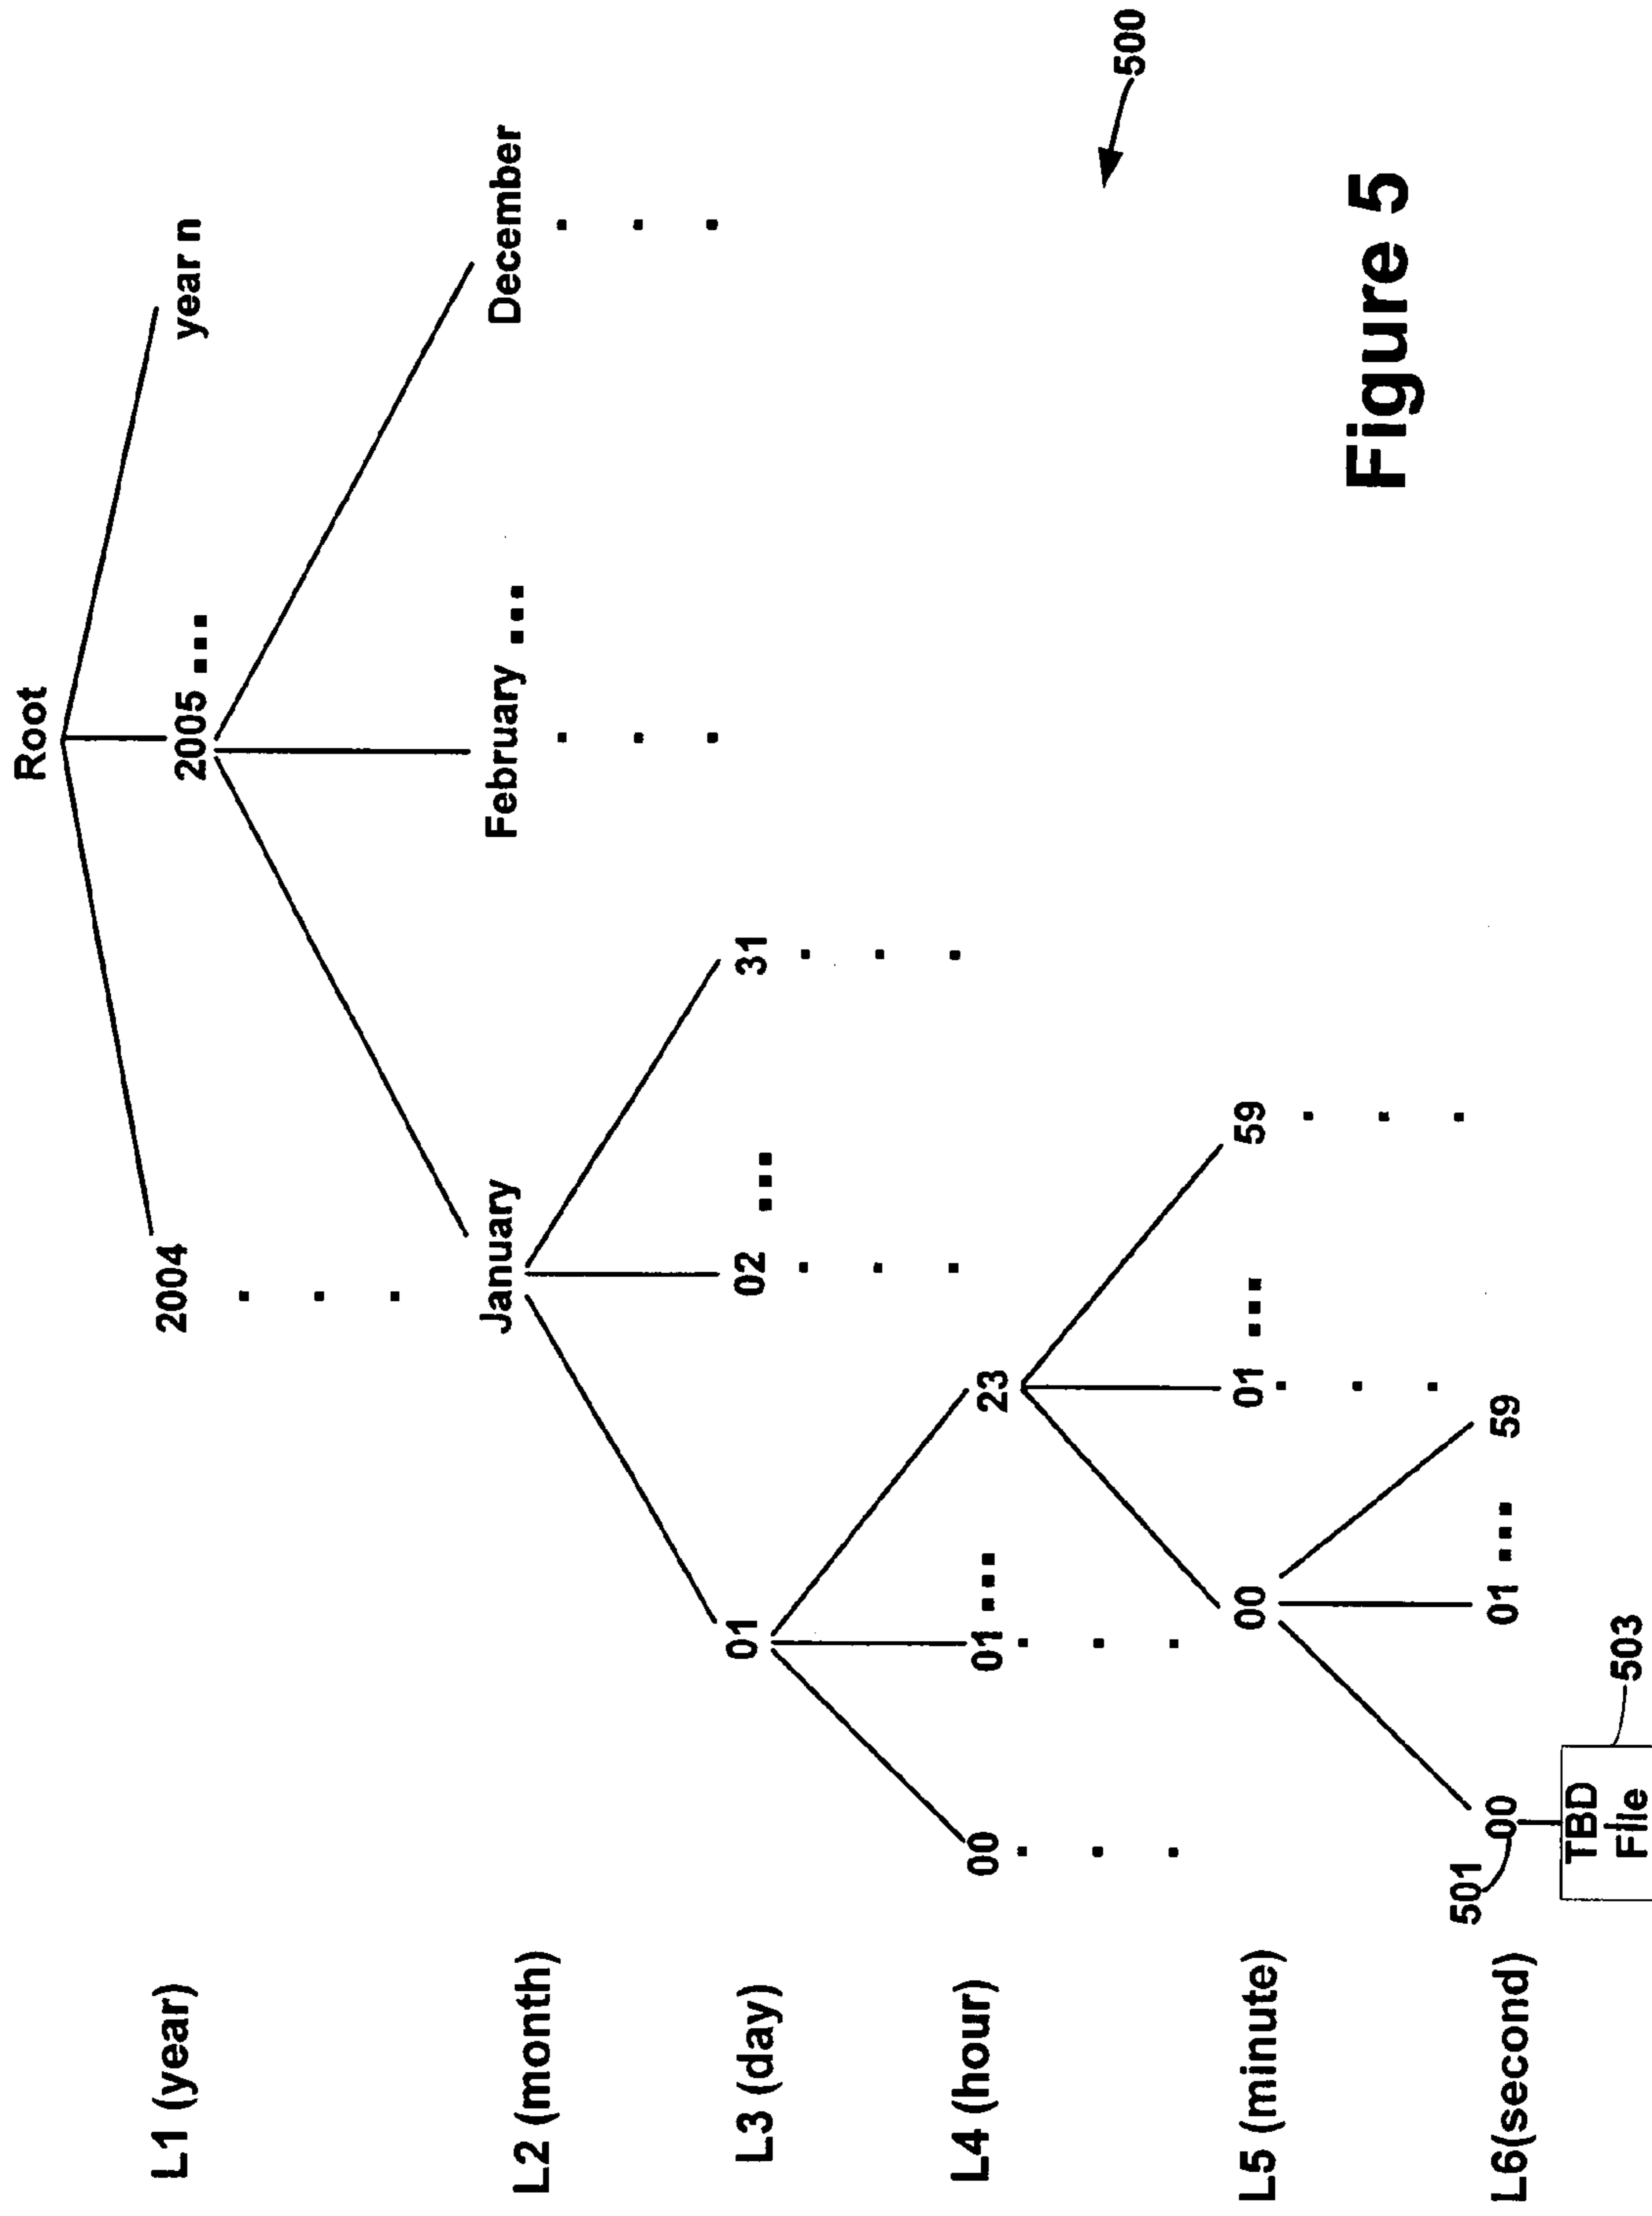 Root
L1 (year)
2004
2005 ...
year n
L2 (month)
January
February ...
December
L3 (day)
01
02 ...
31
L4 (hour)
00
01 ...
23
L5 (minute)
00
01 ...
59
L6(second)
501
00
01 ...
59
TBD
File
503
500
Figure 5